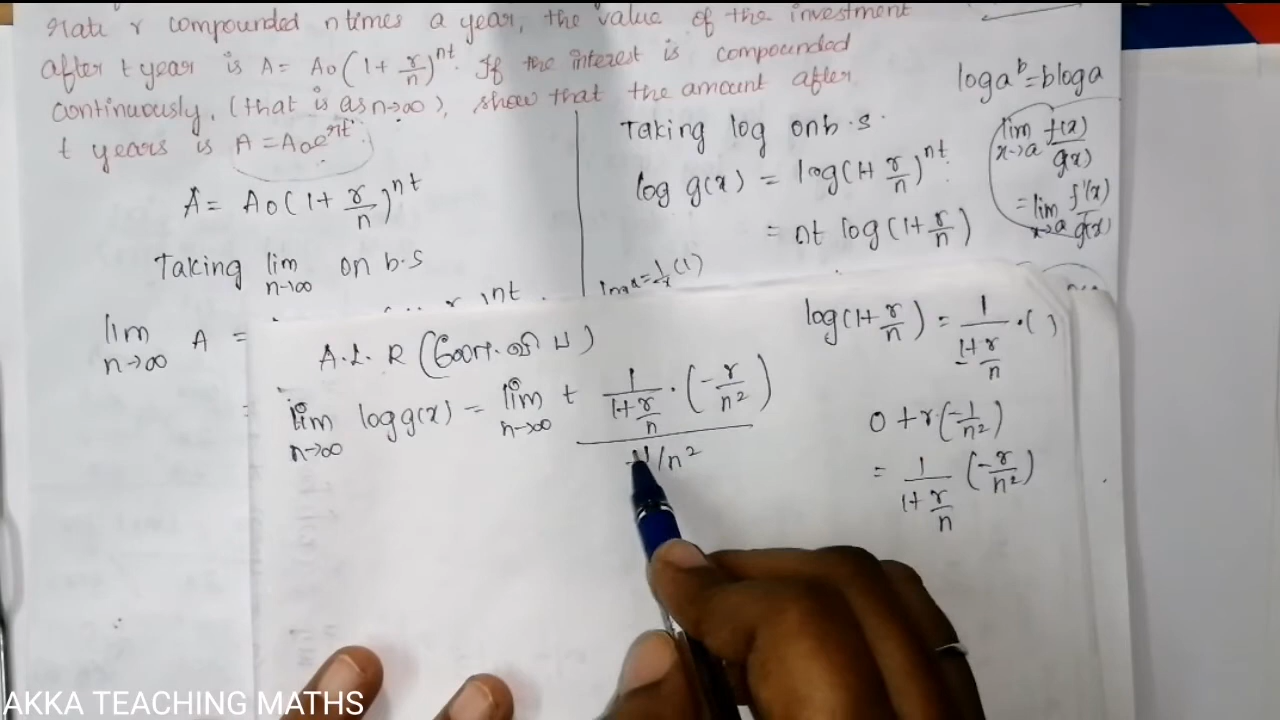 rate r compounded n times a year, the value of the investment
after t year is A = A₀(1+ r/n)^nt. If the interest is compounded
continuously, (that is as n→∞), show that the amount after
t years is A = A₀e^rt.
A = A₀(1+ r/n)^nt
Taking lim n→∞ on b.s
lim n→∞ A =
=
log a^b = b log a
Taking log on b.s.
log g(x) = log(1+ r/n)^nt
= nt log(1+ r/n)
lim x→a f(x)/g(x)
= lim x→a f'(x)/g'(x)
A.L.R
lim n→∞ log g(x) = lim n→∞ t 1/(1+ r/n) · (- r/n²)
-1/n²
log(1+ r/n) = 1/(1+ r/n) · ( )
0 + r·(- 1/n²)
= 1/(1+ r/n) (- r/n²)
AKKA TEACHING MATHS